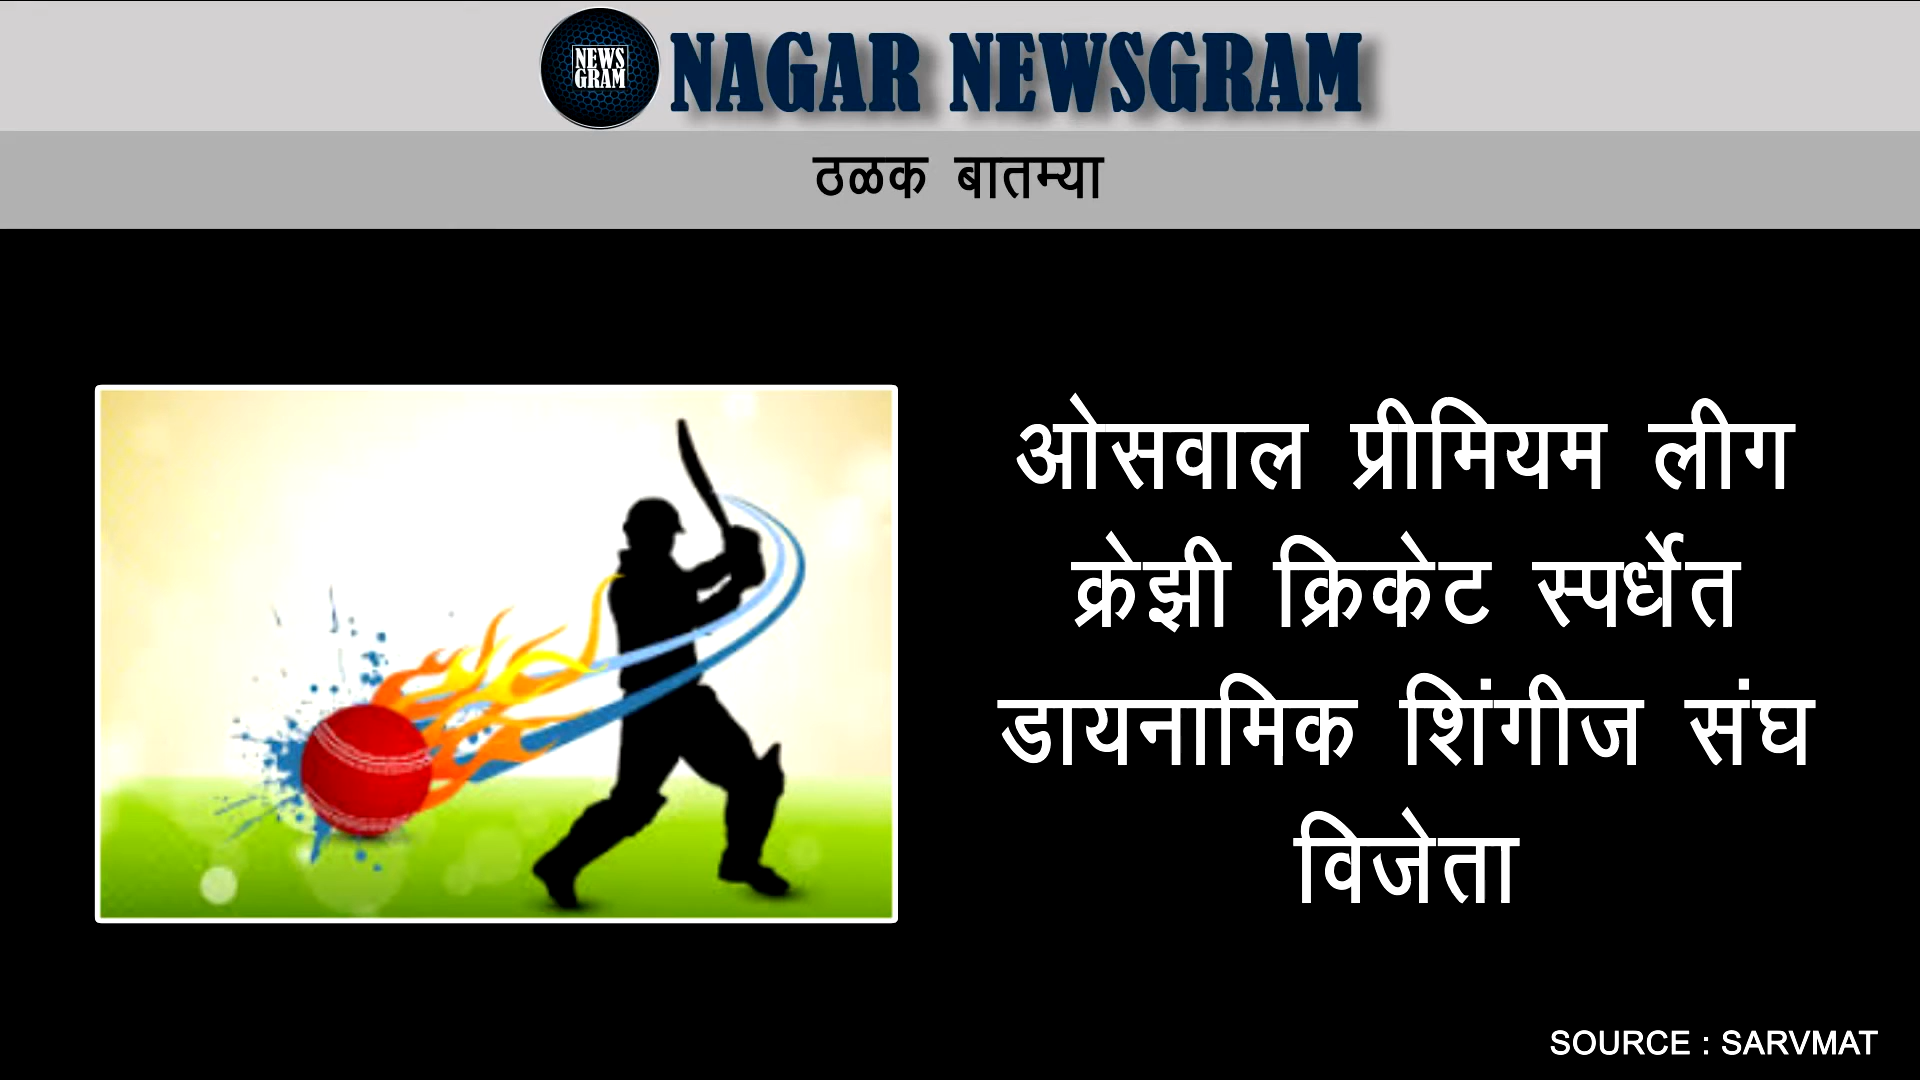 NEWS
GRAM
NAGAR NEWSGRAM
ठळक बातम्या
ओसवाल प्रीमियम लीग
क्रेझी क्रिकेट स्पर्धेत
डायनामिक शिंगीज संघ
विजेता
SOURCE : SARVMAT